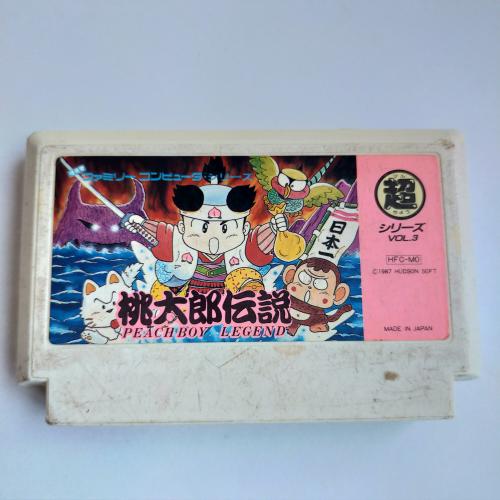 ファミリーコンピュータ・シリーズ
日本一
桃太郎伝説
PEACHBOY LEGEND
超
シリーズ
VOL.3
HFC-MO
©1987 HUDSON SOFT
MADE IN JAPAN